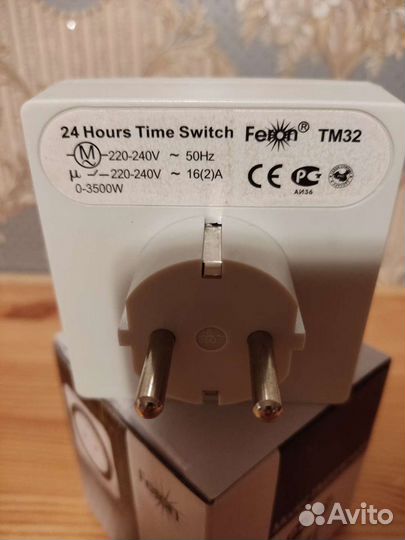 24 Hours Time Switch Feron® TM32
M 220-240V ~ 50Hz
μ 220-240V ~ 16(2)A
0-3500W
CE PC
АИ36
Feron
Avito